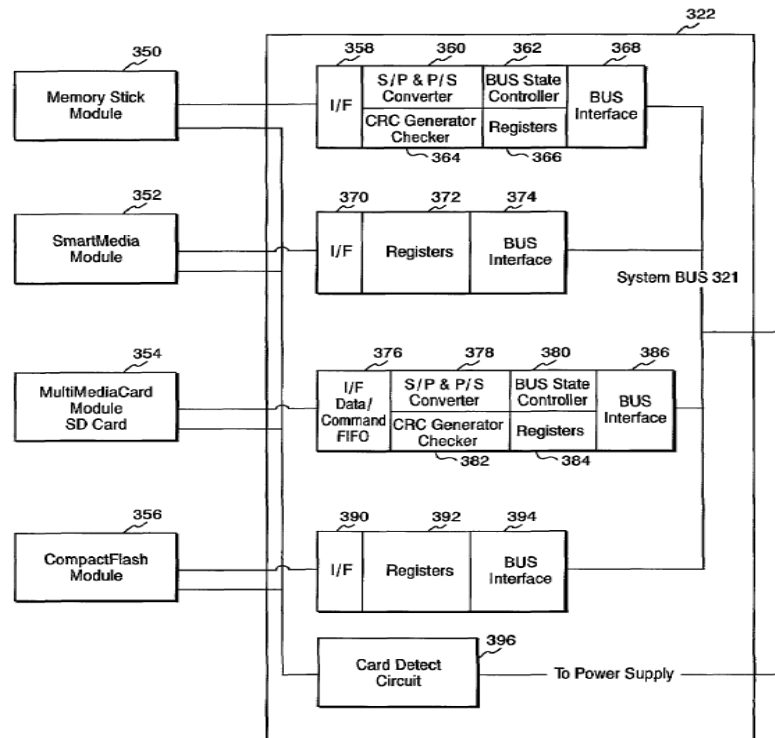 322
350
358
360
362
368
Memory Stick
Module
I/F
S/P & P/S
Converter
BUS State
Controller
BUS
Interface
CRC Generator
Checker
Registers
364
366
352
370
372
374
SmartMedia
Module
I/F
Registers
BUS
Interface
System BUS 321
354
376
378
380
386
MultiMediaCard
Module
SD Card
I/F
Data/
Command
FIFO
S/P & P/S
Converter
BUS State
Controller
BUS
Interface
CRC Generator
Checker
Registers
382
384
356
390
392
394
CompactFlash
Module
I/F
Registers
BUS
Interface
396
Card Detect
Circuit
To Power Supply